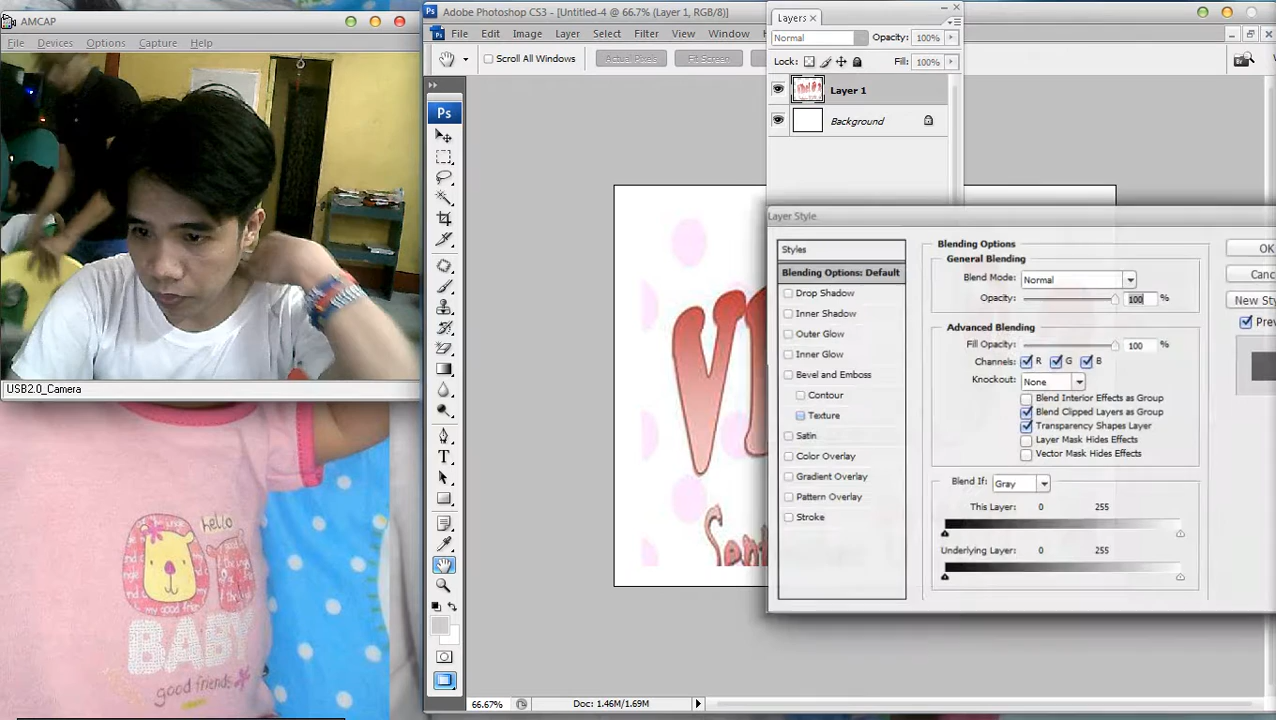 AMCAP
File Devices Options Capture Help
USB2.0_Camera
hello
BABY
good friends
Adobe Photoshop CS3 - [Untitled-4 @ 66.7% (Layer 1, RGB/8)]
File Edit Image Layer Select Filter View Window
Scroll All Windows Actual Pixels Fit Screen
Ps
Ps
T
66.67% Doc: 1.46M/1.69M
Layers
Normal Opacity: 100%
Lock: Fill: 100%
Layer 1
Background
Layer Style
Styles
Blending Options: Default
Drop Shadow
Inner Shadow
Outer Glow
Inner Glow
Bevel and Emboss
Contour
Texture
Satin
Color Overlay
Gradient Overlay
Pattern Overlay
Stroke
Blending Options
General Blending
Blend Mode: Normal
Opacity: 100 %
Advanced Blending
Fill Opacity: 100 %
Channels: R G B
Knockout: None
Blend Interior Effects as Group
Blend Clipped Layers as Group
Transparency Shapes Layer
Layer Mask Hides Effects
Vector Mask Hides Effects
Blend If: Gray
This Layer: 0 255
Underlying Layer: 0 255
OK